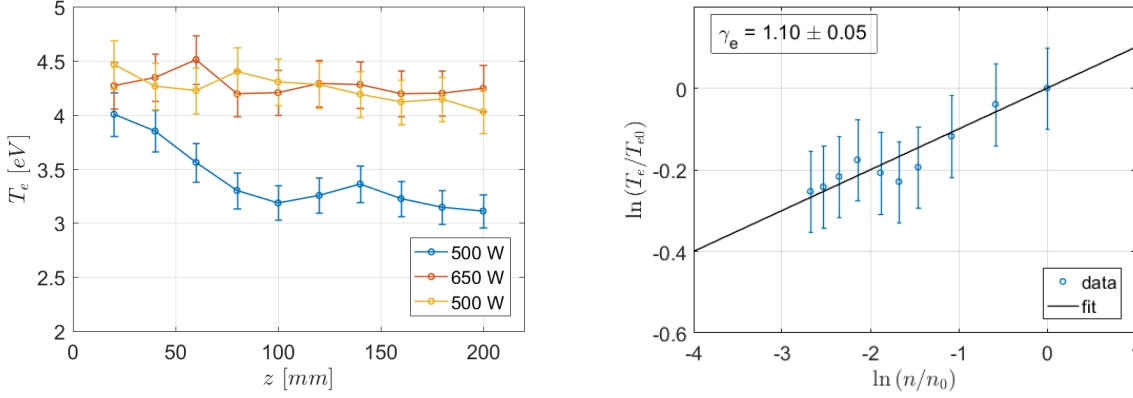 5
4.5
4
3.5
3
2.5
2
T_e [eV]
0 50 100 150 200
z [mm]
500 W
650 W
500 W
γ_e = 1.10 ± 0.05
0
-0.2
-0.4
-0.6
ln (T_e/T_e0)
data
fit
-4 -3 -2 -1 0 1
ln (n/n_0)